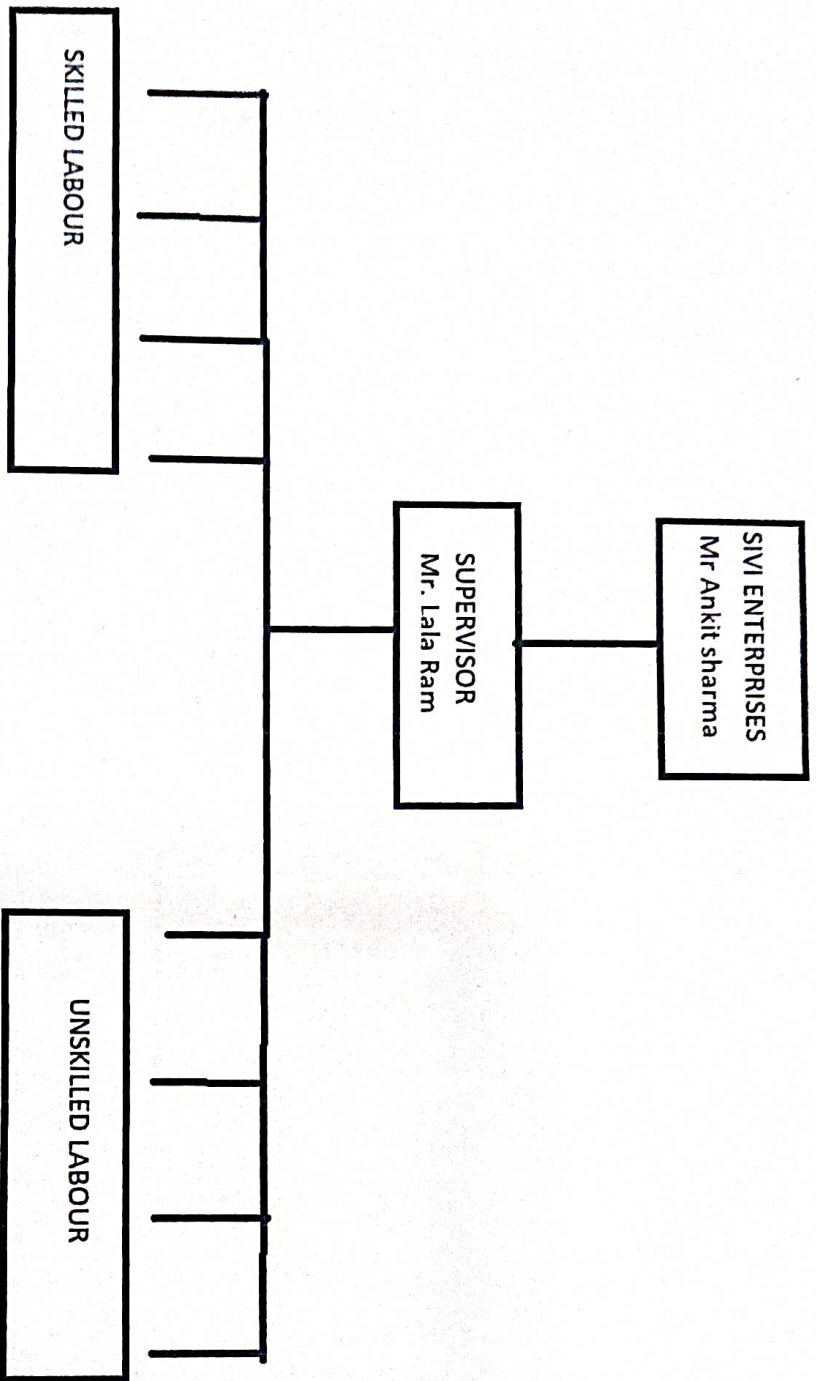 SIVI ENTERPRISES
Mr Ankit sharma
SUPERVISOR
Mr. Lala Ram
SKILLED LABOUR
UNSKILLED LABOUR